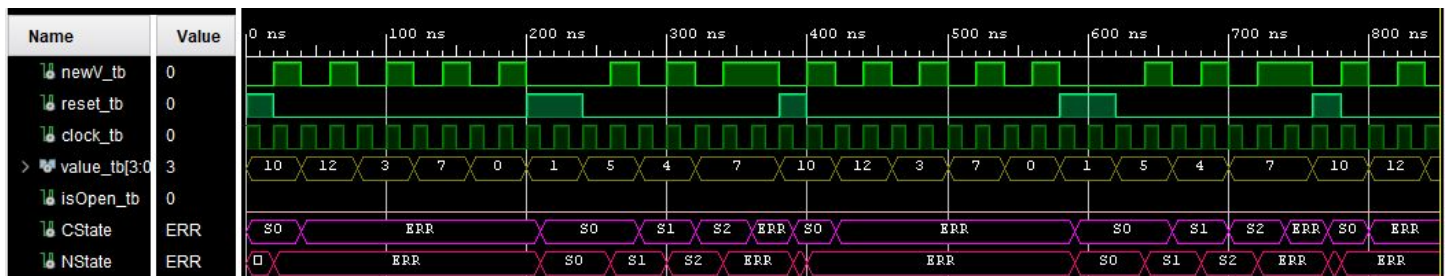 Name Value 0 ns 100 ns 200 ns 300 ns 400 ns 500 ns 600 ns 700 ns 800 ns
newV_tb 0
reset_tb 0
clock_tb 0
> value_tb[3:0 3 10 12 3 7 0 1 5 4 7 10 12 3 7 0 1 5 4 7 10 12
isOpen_tb 0
CState ERR S0 ERR S0 S1 S2 ERR S0 ERR S0 S1 S2 ERR S0 ERR
NState ERR ERR S0 S1 S2 ERR ERR S0 S1 S2 ERR ERR